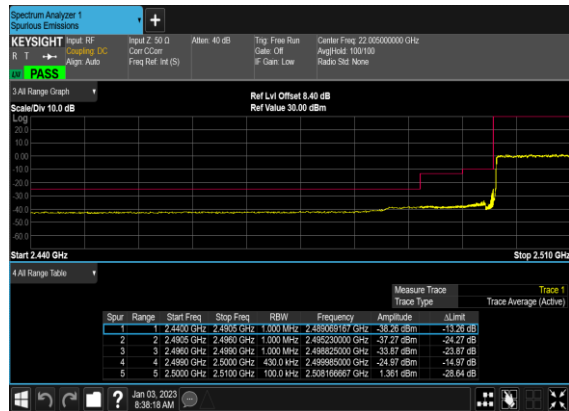 Spectrum Analyzer 1
Spurious Emissions
+
KEYSIGHT Input: RF Input Z: 50 Ω Atten: 40 dB Trig: Free Run Center Freq: 22.005000000 GHz
R T Coupling: DC Corr CCorr Gate: Off Avg|Hold: 100/100
Align: Auto Freq Ref: Int (S) IF Gain: Low Radio Std: None
PASS
3 All Range Graph
Ref Lvl Offset 8.40 dB
Scale/Div 10.0 dB Ref Value 30.00 dBm
Log
20.0
10.0
0.00
-10.0
-20.0
-30.0
-40.0
-50.0
-60.0
Start 2.440 GHz Stop 2.510 GHz
4 All Range Table
Measure Trace Trace 1
Trace Type Trace Average (Active)
Spur Range Start Freq Stop Freq RBW Frequency Amplitude ΔLimit
1 1 2.4400 GHz 2.4905 GHz 1.000 MHz 2.489069167 GHz -38.26 dBm -13.26 dB
2 2 2.4905 GHz 2.4960 GHz 1.000 MHz 2.495230000 GHz -37.27 dBm -24.27 dB
3 3 2.4960 GHz 2.4990 GHz 1.000 MHz 2.498825000 GHz -33.87 dBm -23.87 dB
4 4 2.4990 GHz 2.5000 GHz 430.0 kHz 2.499985000 GHz -24.97 dBm -14.97 dB
5 5 2.5000 GHz 2.5100 GHz 100.0 kHz 2.508166667 GHz 1.361 dBm -28.64 dB
? Jan 03, 2023
8:38:18 AM